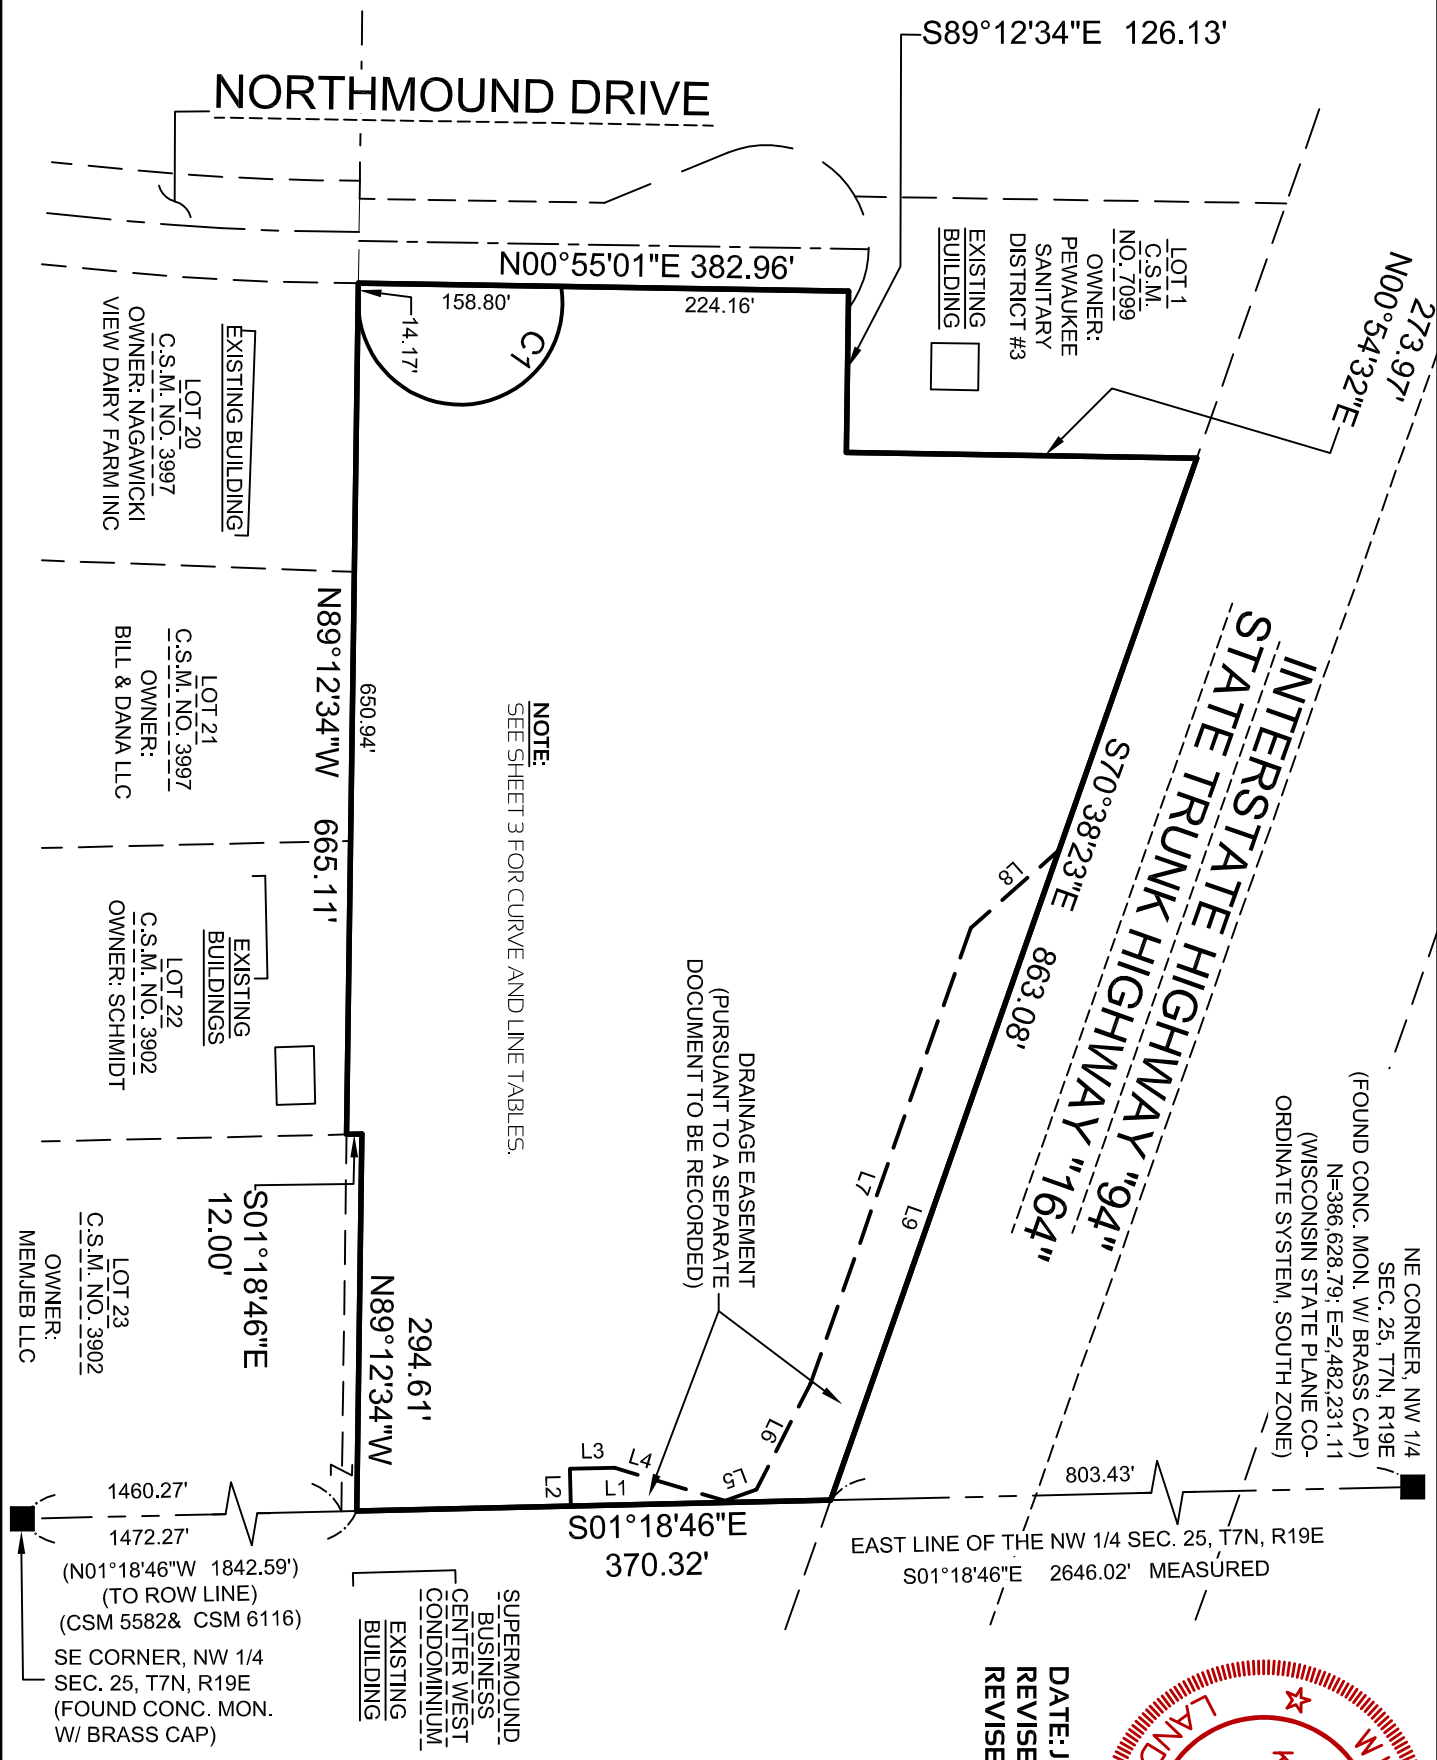 S89°12'34"E 126.13'
NORTHMOUND DRIVE
N00°55'01"E 382.96'
158.80'
224.16'
14.17'
C1
LOT 1
C.S.M.
NO. 7099
OWNER:
PEWAUKEE
SANITARY
DISTRICT #3
EXISTING
BUILDING
273.97'
N00°54'32"E
INTERSTATE HIGHWAY "94"
STATE TRUNK HIGHWAY "164"
S70°38'23"E 863.08'
EXISTING BUILDING
LOT 20
C.S.M. NO. 3997
OWNER: NAGAWICKI
VIEW DAIRY FARM INC
N89°12'34"W 665.11'
650.94'
LOT 21
C.S.M. NO. 3997
OWNER:
BILL & DANA LLC
NOTE:
SEE SHEET 3 FOR CURVE AND LINE TABLES.
EXISTING
BUILDINGS
LOT 22
C.S.M. NO. 3902
OWNER: SCHMIDT
DRAINAGE EASEMENT
(PURSUANT TO A SEPARATE
DOCUMENT TO BE RECORDED)
L8
L7
L9
L6
L5
L4
L3
L1
L2
NE CORNER, NW 1/4
SEC. 25, T7N, R19E
(FOUND CONC. MON. W/ BRASS CAP)
N=386,628.79; E=2,482,231.11
(WISCONSIN STATE PLANE CO-
ORDINATE SYSTEM, SOUTH ZONE)
S01°18'46"E
12.00'
LOT 23
C.S.M. NO. 3902
OWNER:
MEMJEB LLC
294.61'
N89°12'34"W
803.43'
S01°18'46"E
370.32'
EAST LINE OF THE NW 1/4 SEC. 25, T7N, R19E
S01°18'46"E 2646.02' MEASURED
1460.27'
1472.27'
(N01°18'46"W 1842.59')
(TO ROW LINE)
(CSM 5582& CSM 6116)
SE CORNER, NW 1/4
SEC. 25, T7N, R19E
(FOUND CONC. MON.
W/ BRASS CAP)
SUPERMOUND
BUSINESS
CENTER WEST
CONDOMINIUM
EXISTING
BUILDING
DATE:J
REVISE
REVISE
LAND